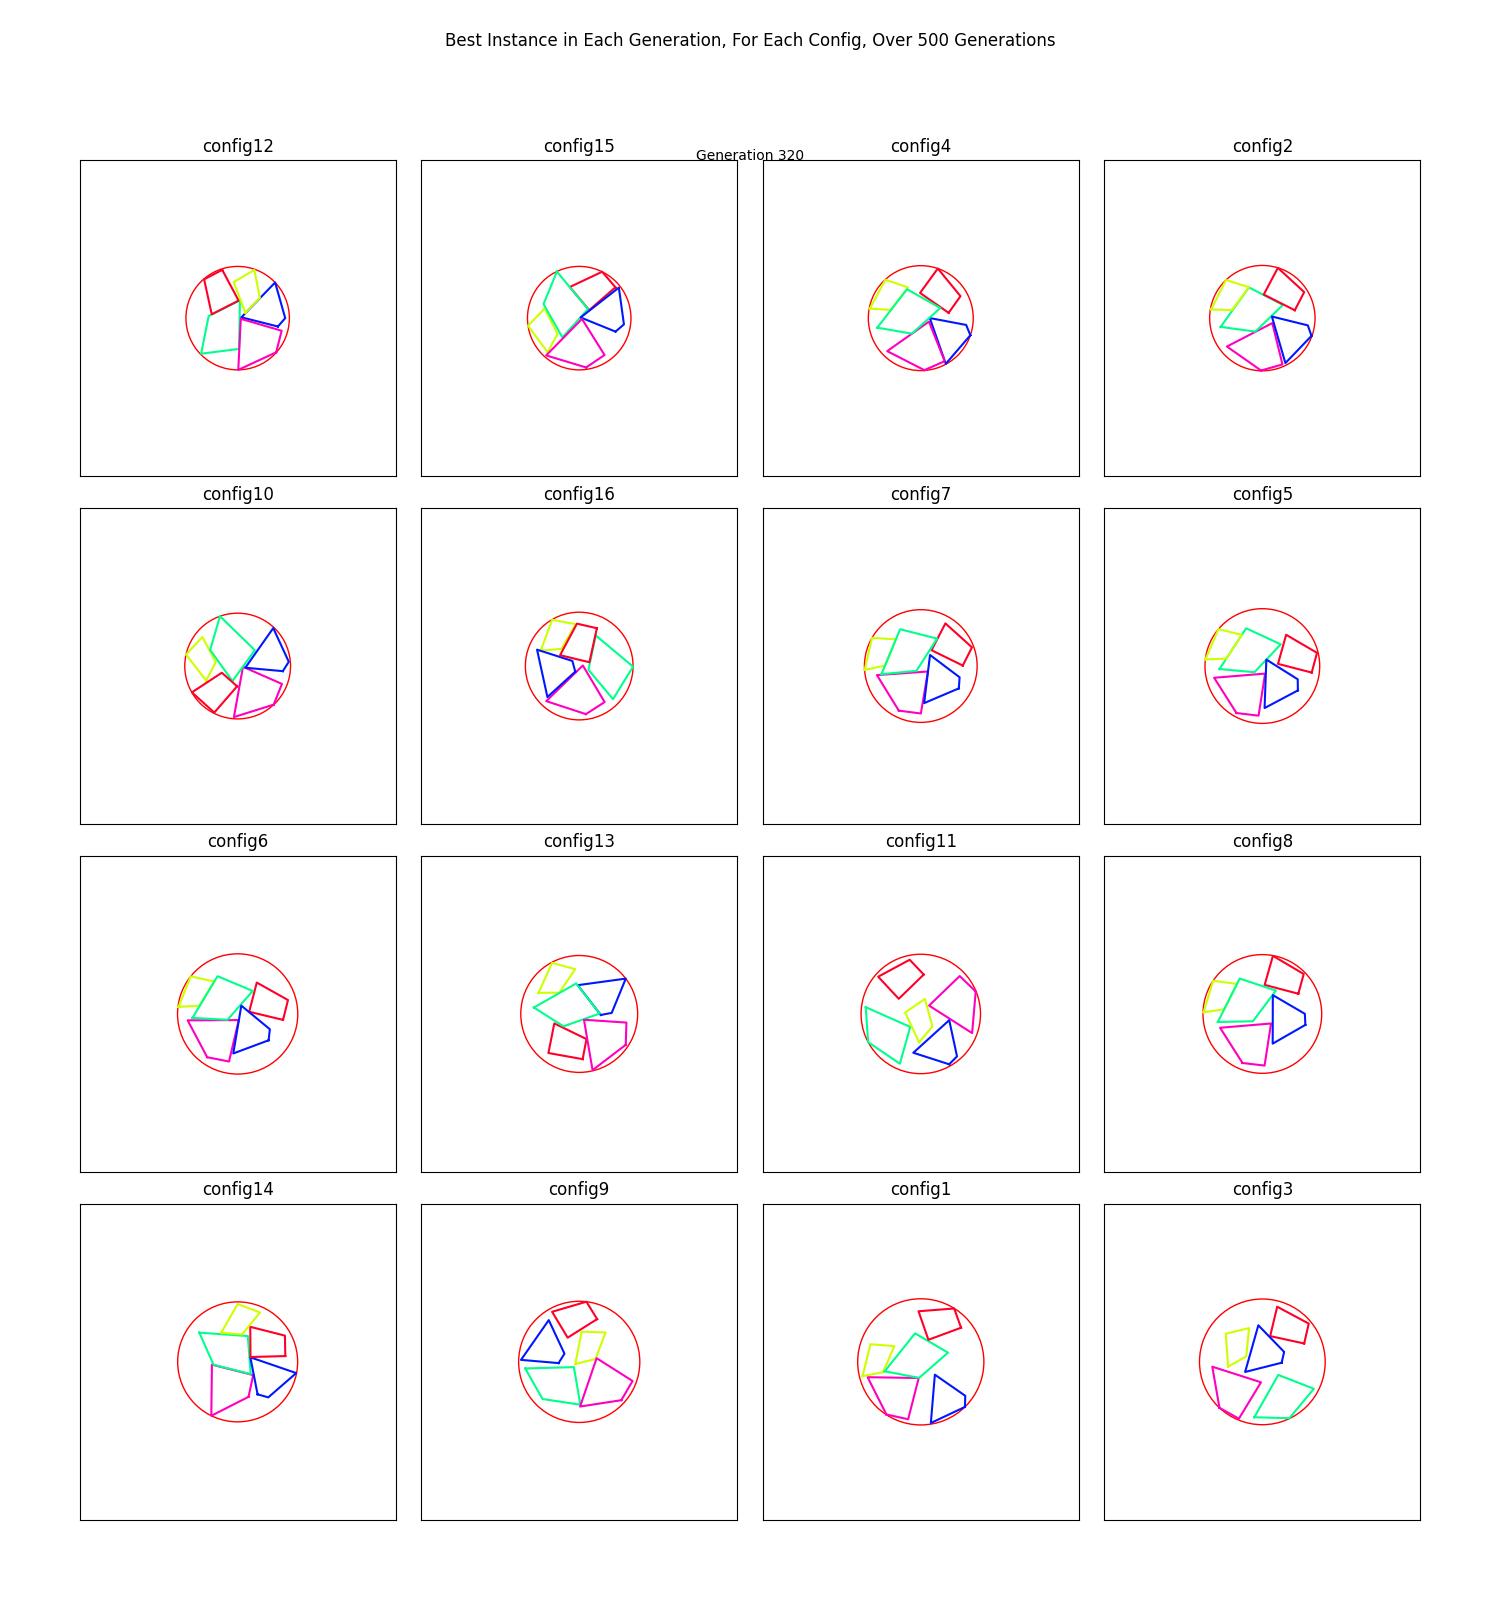 Best Instance in Each Generation, For Each Config, Over 500 Generations
Generation 320
config12
config15
config4
config2
config10
config16
config7
config5
config6
config13
config11
config8
config14
config9
config1
config3